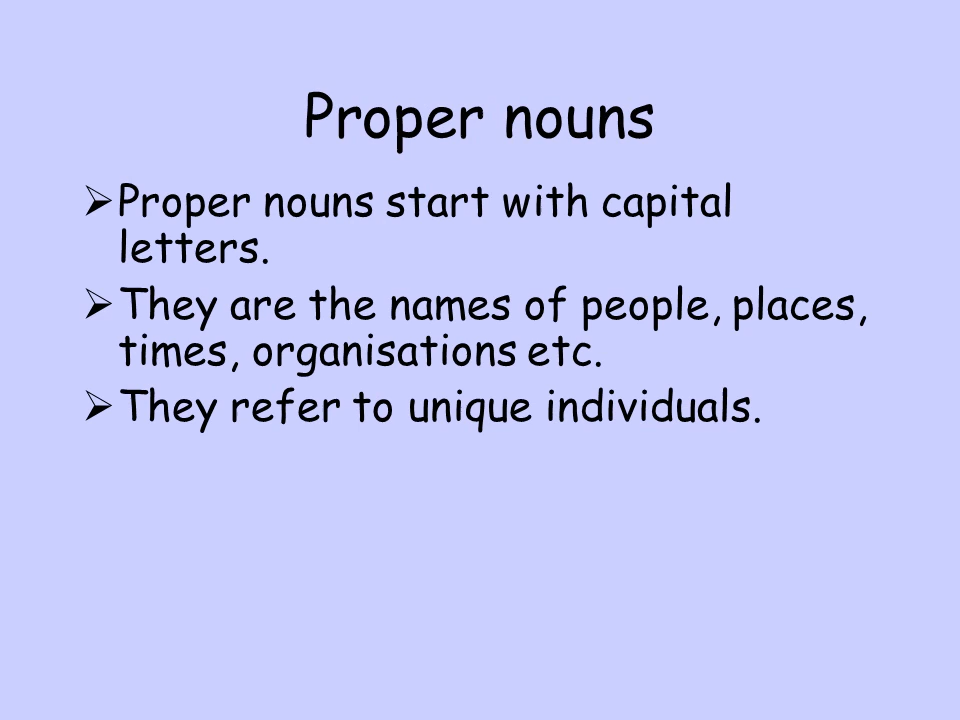 Proper nouns
➢Proper nouns start with capital
letters.
➢They are the names of people, places,
times, organisations etc.
➢They refer to unique individuals.